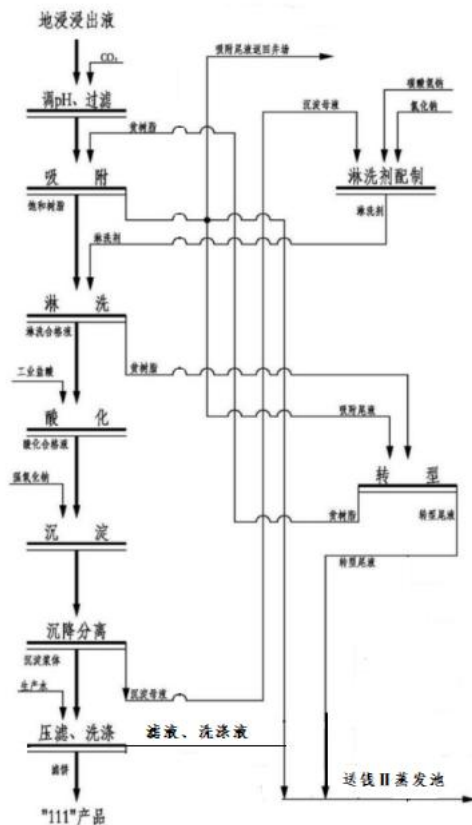 地浸浸出液
CO₂
吸附尾液返回井场
调pH、过滤
沉淀母液
碳酸氢钠
氯化钠
贫树脂
吸 附
淋洗剂配制
饱和树脂
淋洗剂
淋洗剂
淋 洗
淋洗合格液
工业盐酸
贫树脂
酸 化
吸附尾液
酸化合格液
转 型
氢氧化钠
贫树脂
转型尾液
沉 淀
转型尾液
沉降分离
沉淀浆体
生产水
沉淀母液
压滤、洗涤
滤液、洗涤液
滤饼
送钱II蒸发池
"111"产品